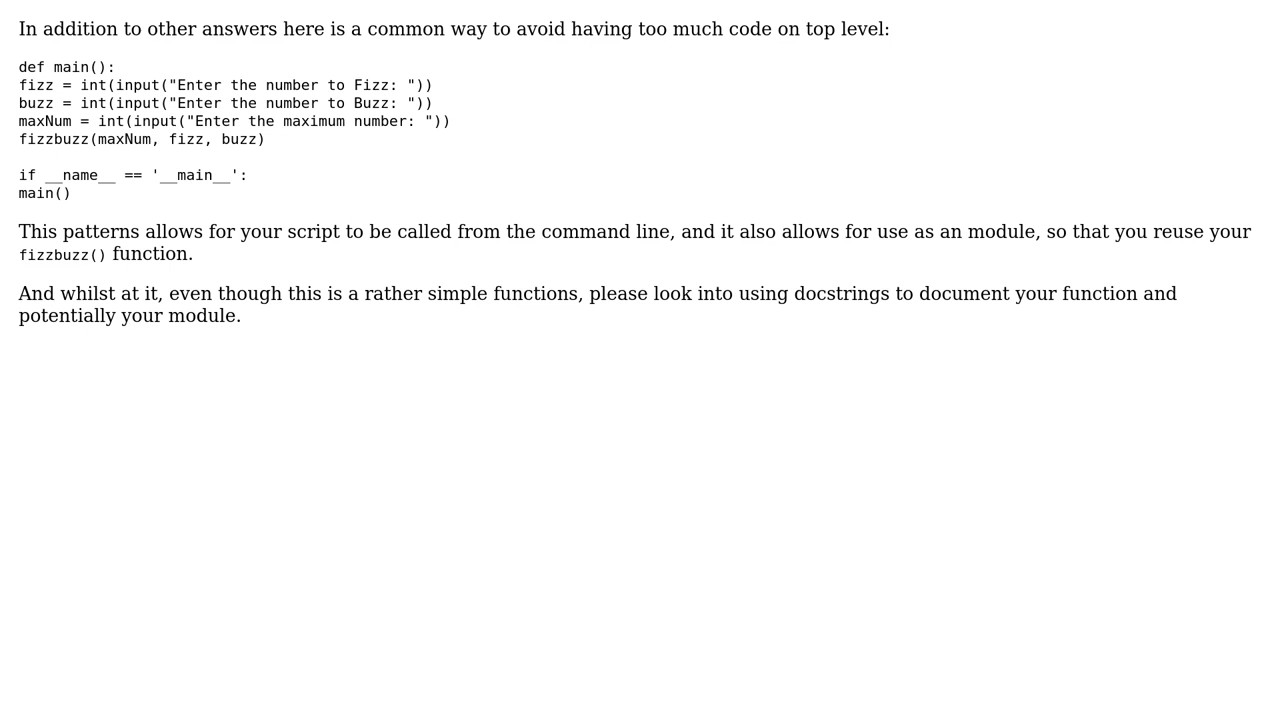 In addition to other answers here is a common way to avoid having too much code on top level:
def main():
fizz = int(input("Enter the number to Fizz: "))
buzz = int(input("Enter the number to Buzz: "))
maxNum = int(input("Enter the maximum number: "))
fizzbuzz(maxNum, fizz, buzz)
if __name__ == '__main__':
main()
This patterns allows for your script to be called from the command line, and it also allows for use as an module, so that you reuse your
fizzbuzz() function.
And whilst at it, even though this is a rather simple functions, please look into using docstrings to document your function and
potentially your module.